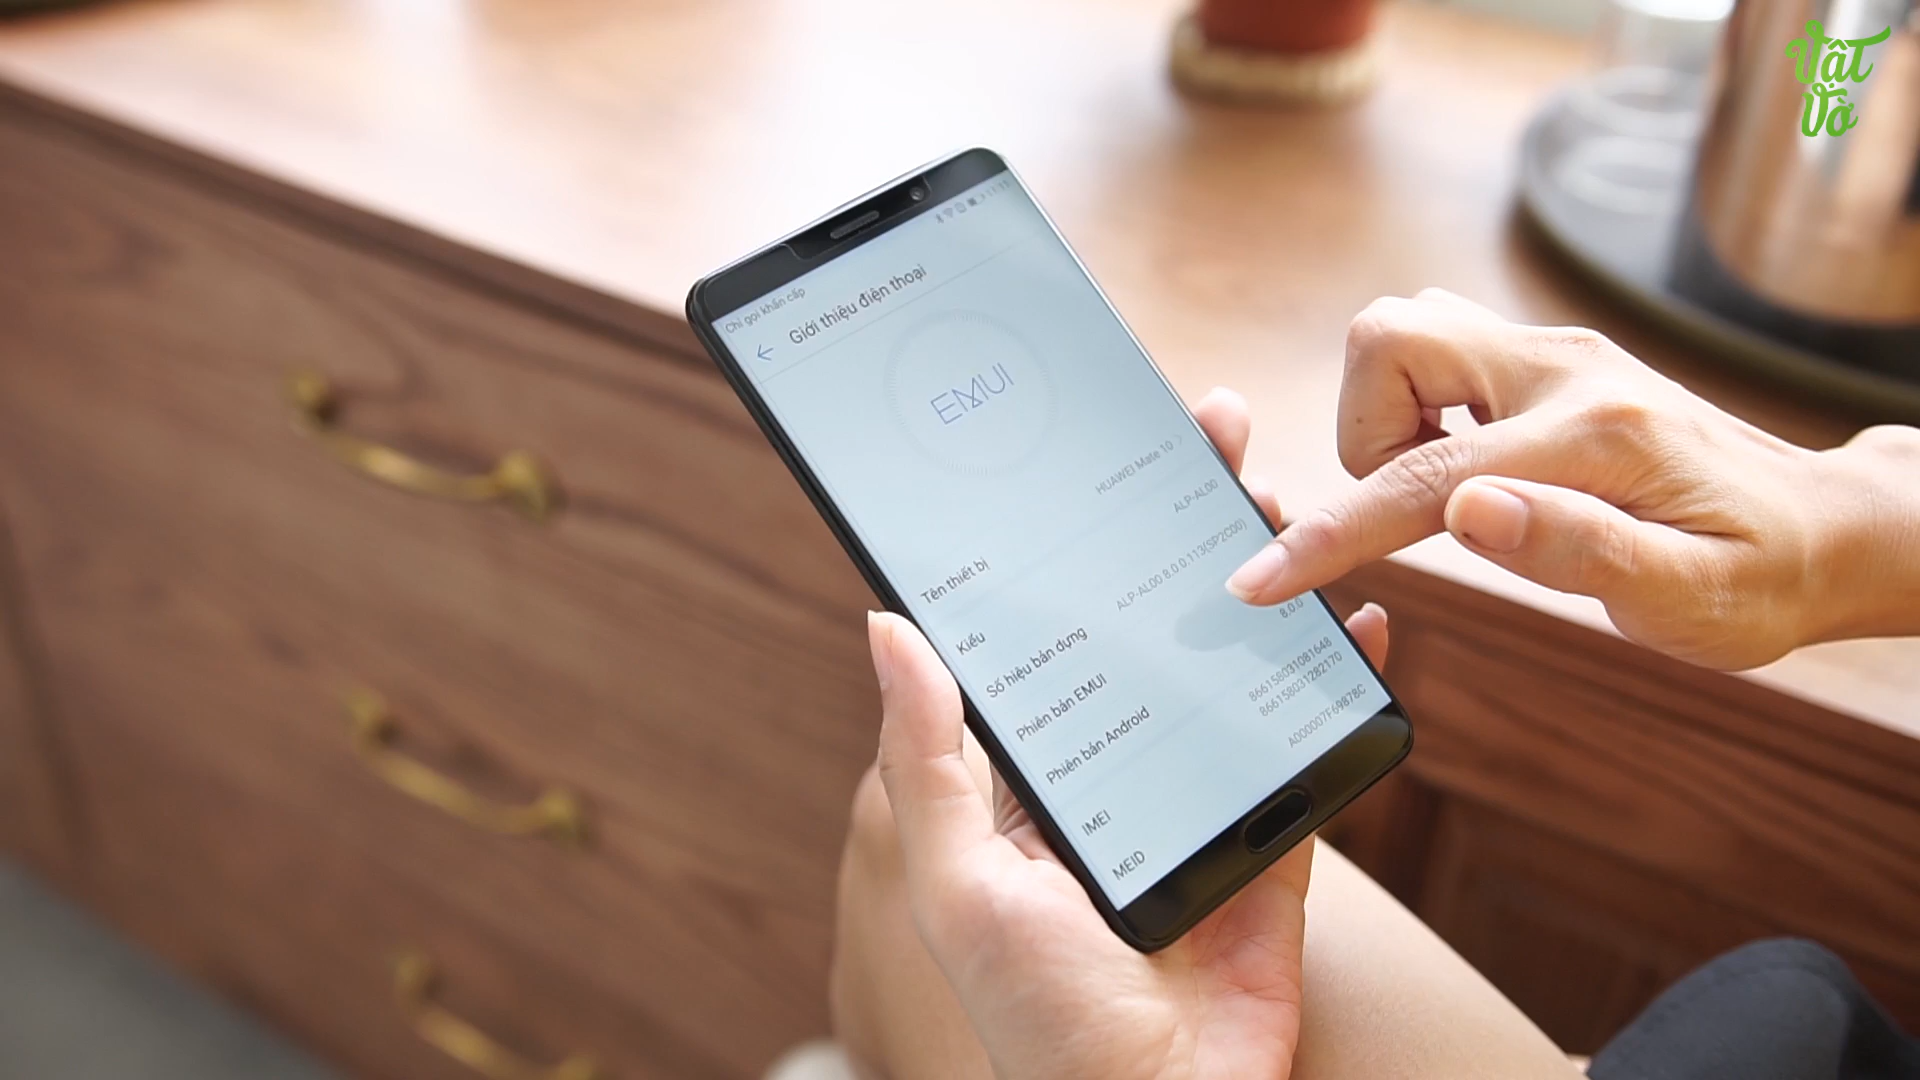 Vật
Vờ
Chỉ gọi khẩn cấp
11:11
Giới thiệu điện thoại
EMUI
Tên thiết bị
HUAWEI Mate 10
Kiểu
ALP-AL00
Số hiệu bản dựng
ALP-AL00 8.0.0.113(SP2C00)
Phiên bản EMUI
Phiên bản Android
8.0.0
IMEI
866158031081648
866158031282170
MEID
A000007F69878C